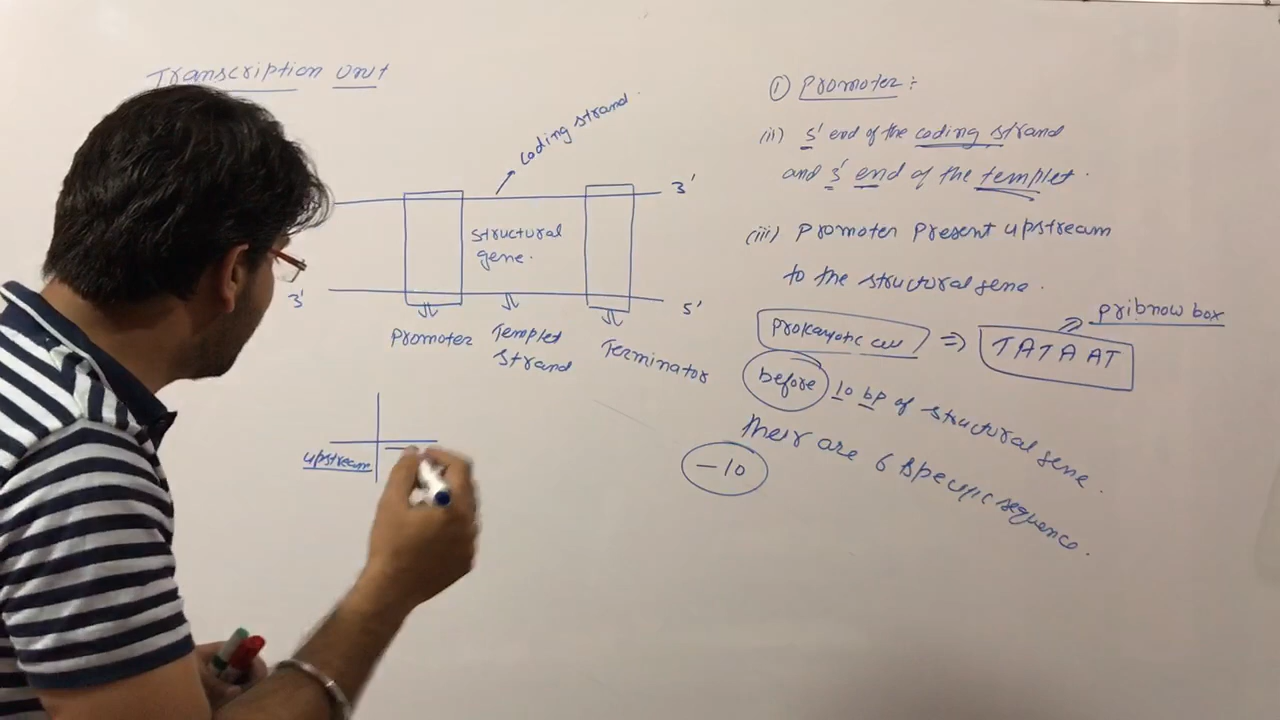 Transcription Unit
coding strand
3'
structural
gene.
3'
5'
Promoter
Templet
Strand
Terminator
upstream
① Promoter :
(ii) 5' end of the coding strand
and 3' end of the templet.
(iii) Promoter Present upstream
to the structural gene.
pribnow box
Prokaryotic cell ⇒ TATAAT
before 10 bp of structural gene.
Their are 6 specific sequence.
-10